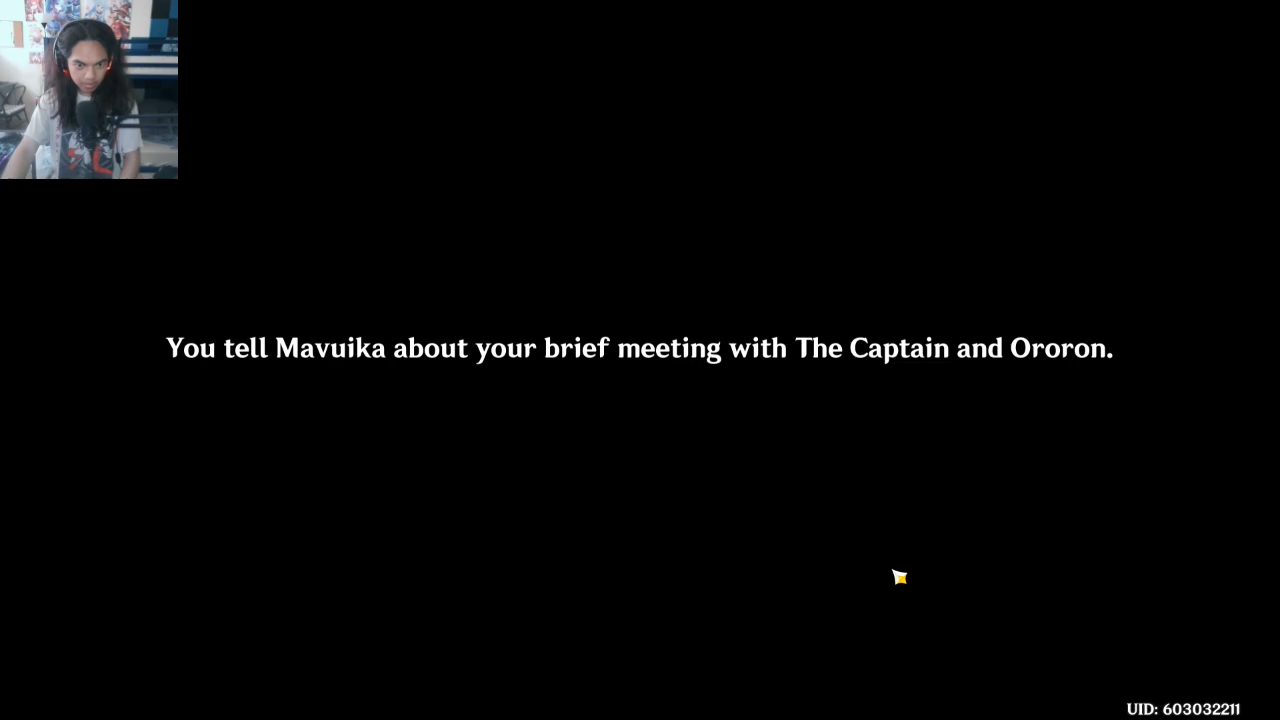 You tell Mavuika about your brief meeting with The Captain and Ororon.
UID: 603032211